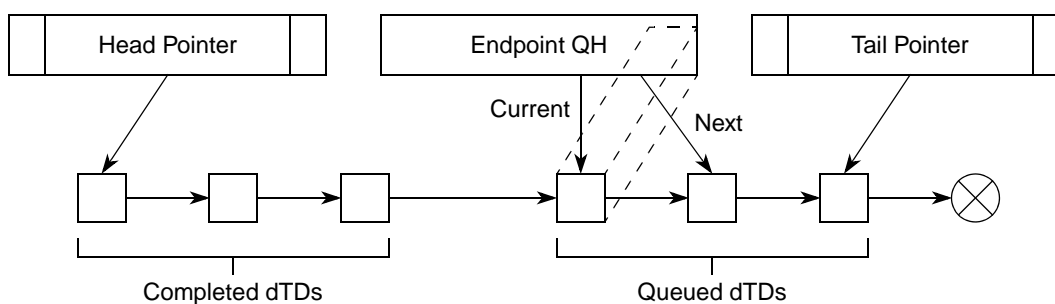 Head Pointer
Endpoint QH
Tail Pointer
Current
Next
Completed dTDs
Queued dTDs